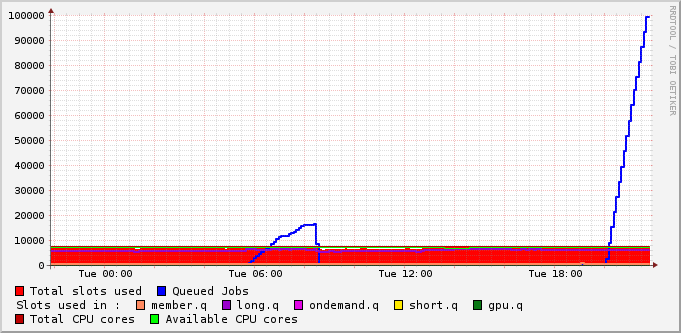 100000
90000
80000
70000
60000
50000
40000
30000
20000
10000
0
Tue 00:00 Tue 06:00 Tue 12:00 Tue 18:00
Total slots used Queued Jobs
Slots used in : member.q long.q ondemand.q short.q gpu.q
Total CPU cores Available CPU cores
RRDTOOL / TOBI OETIKER